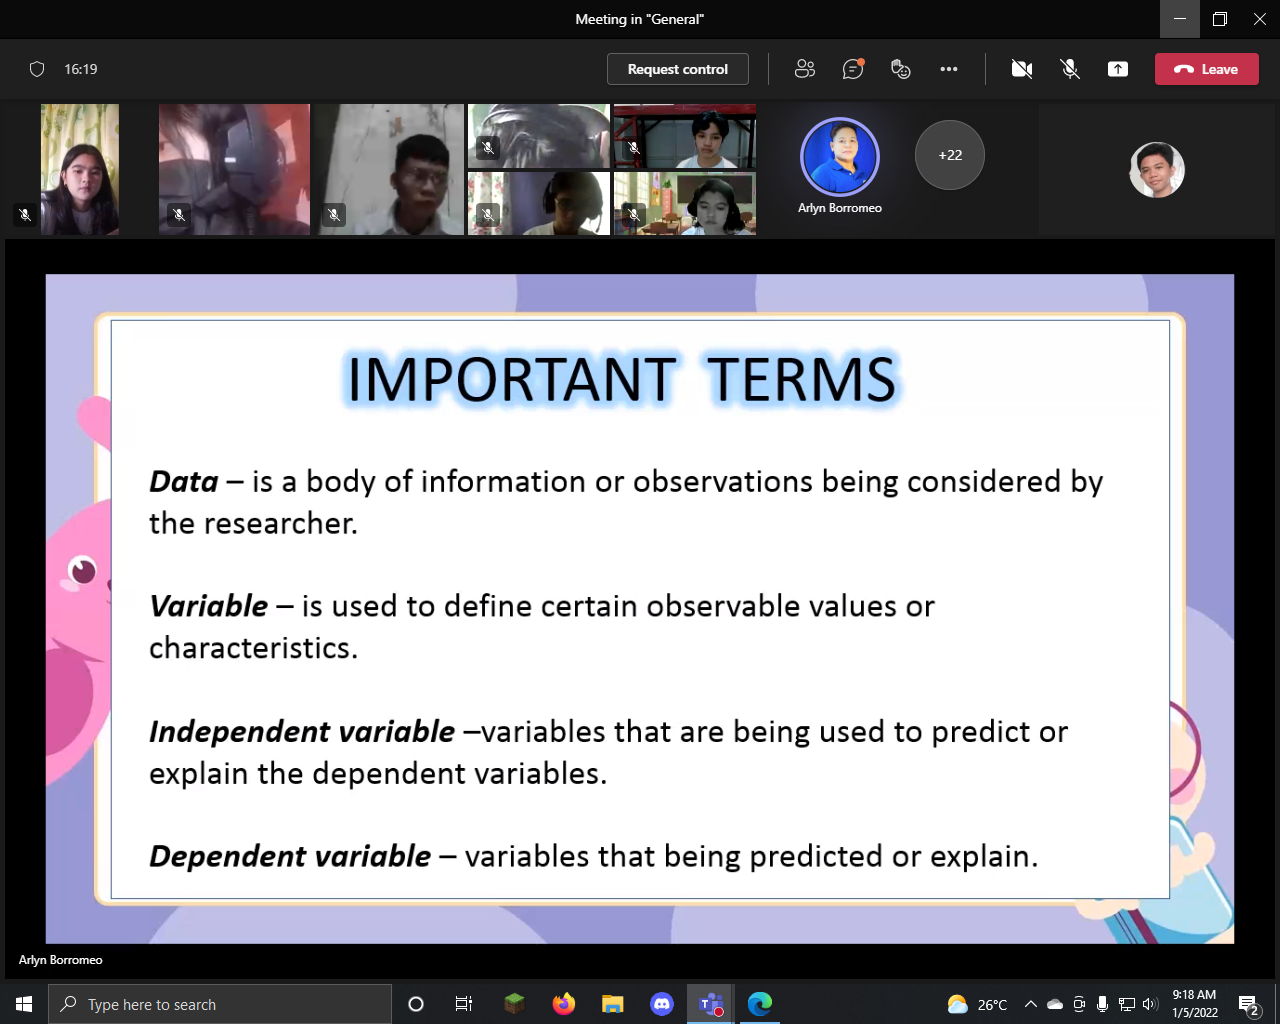 Meeting in "General"
16:19
Request control
Leave
+22
Arlyn Borromeo
IMPORTANT TERMS
Data – is a body of information or observations being considered by
the researcher.
Variable – is used to define certain observable values or
characteristics.
Independent variable –variables that are being used to predict or
explain the dependent variables.
Dependent variable – variables that being predicted or explain.
Arlyn Borromeo
Type here to search
T
26°C
9:18 AM
1/5/2022
2